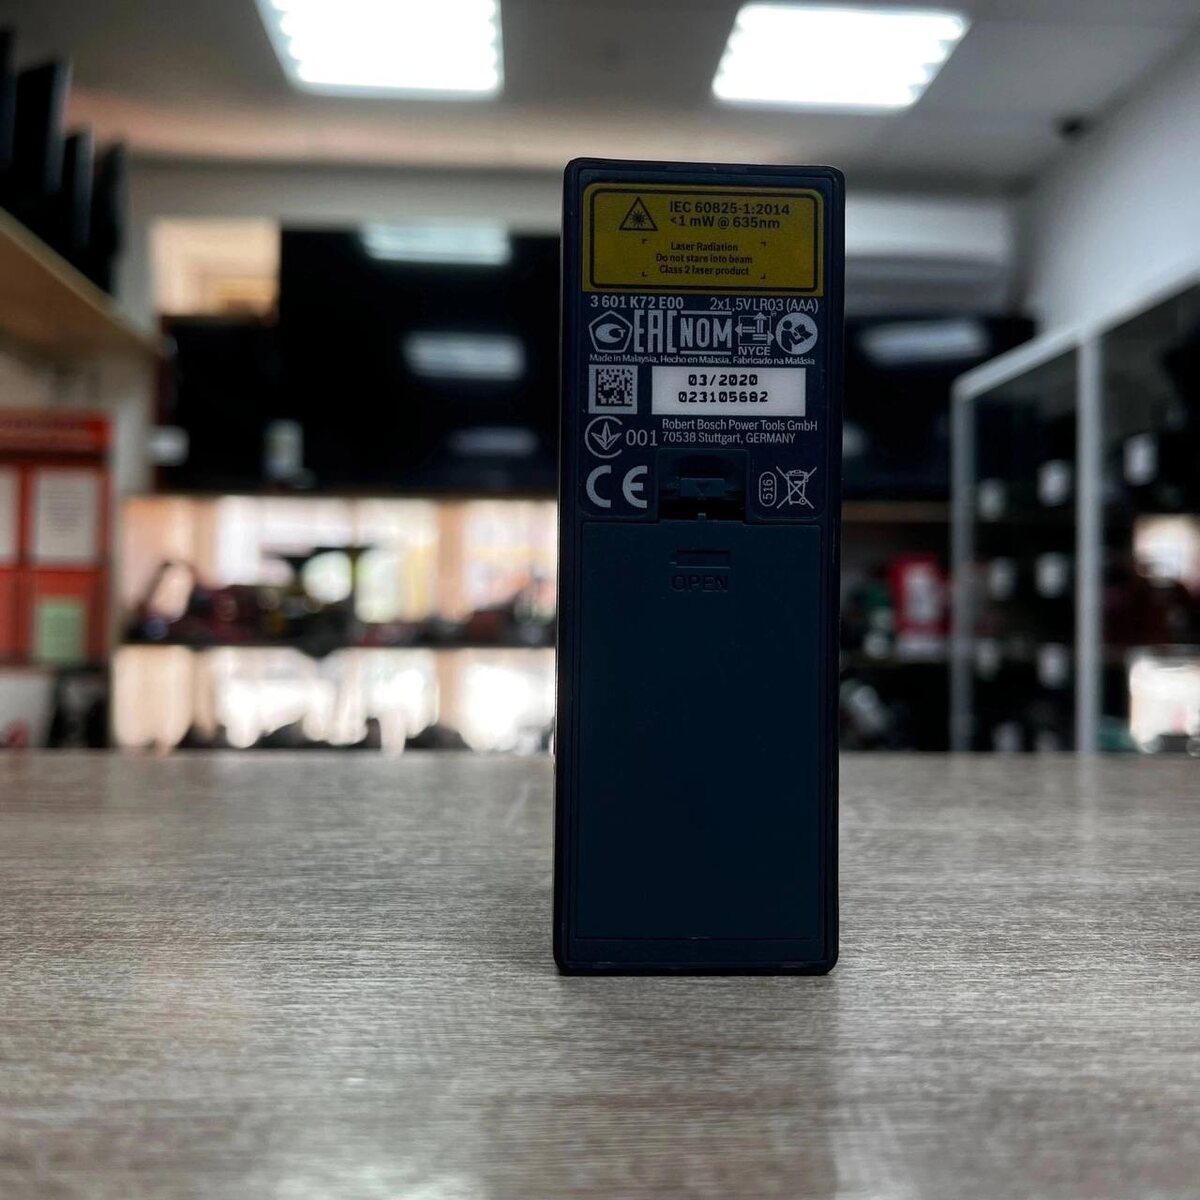 IEC 60825-1:2014
<1 mW @ 635nm
Laser Radiation
Do not stare into beam
Class 2 laser product
3 601 K72 E00 2x1,5V LR03 (AAA)
EAC NOM NYCE
Made in Malaysia, Hecho en Malasia, Fabricado na Malásia
03/2020
023105682
001 Robert Bosch Power Tools GmbH
70538 Stuttgart, GERMANY
CE 516
OPEN